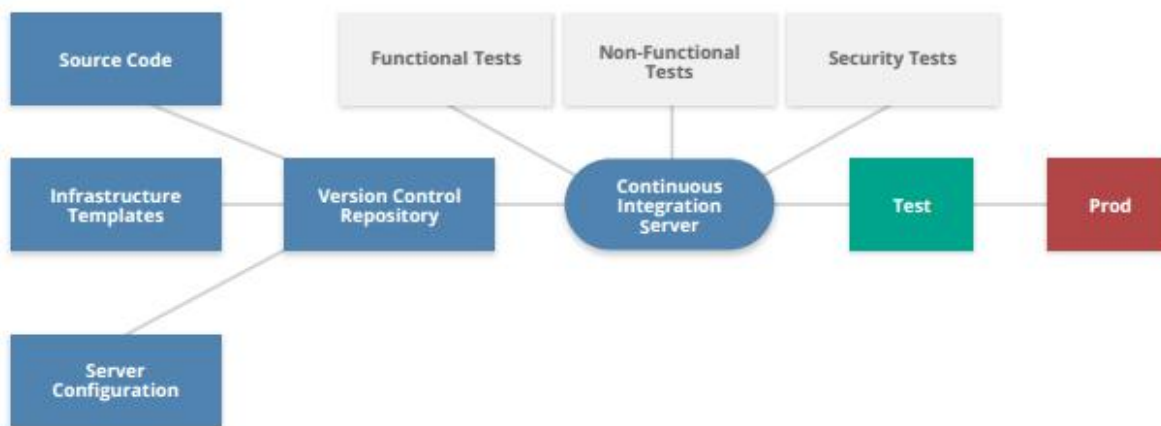 Source Code
Functional Tests
Non-Functional
Tests
Security Tests
Infrastructure
Templates
Version Control
Repository
Continuous
Integration
Server
Test
Prod
Server
Configuration